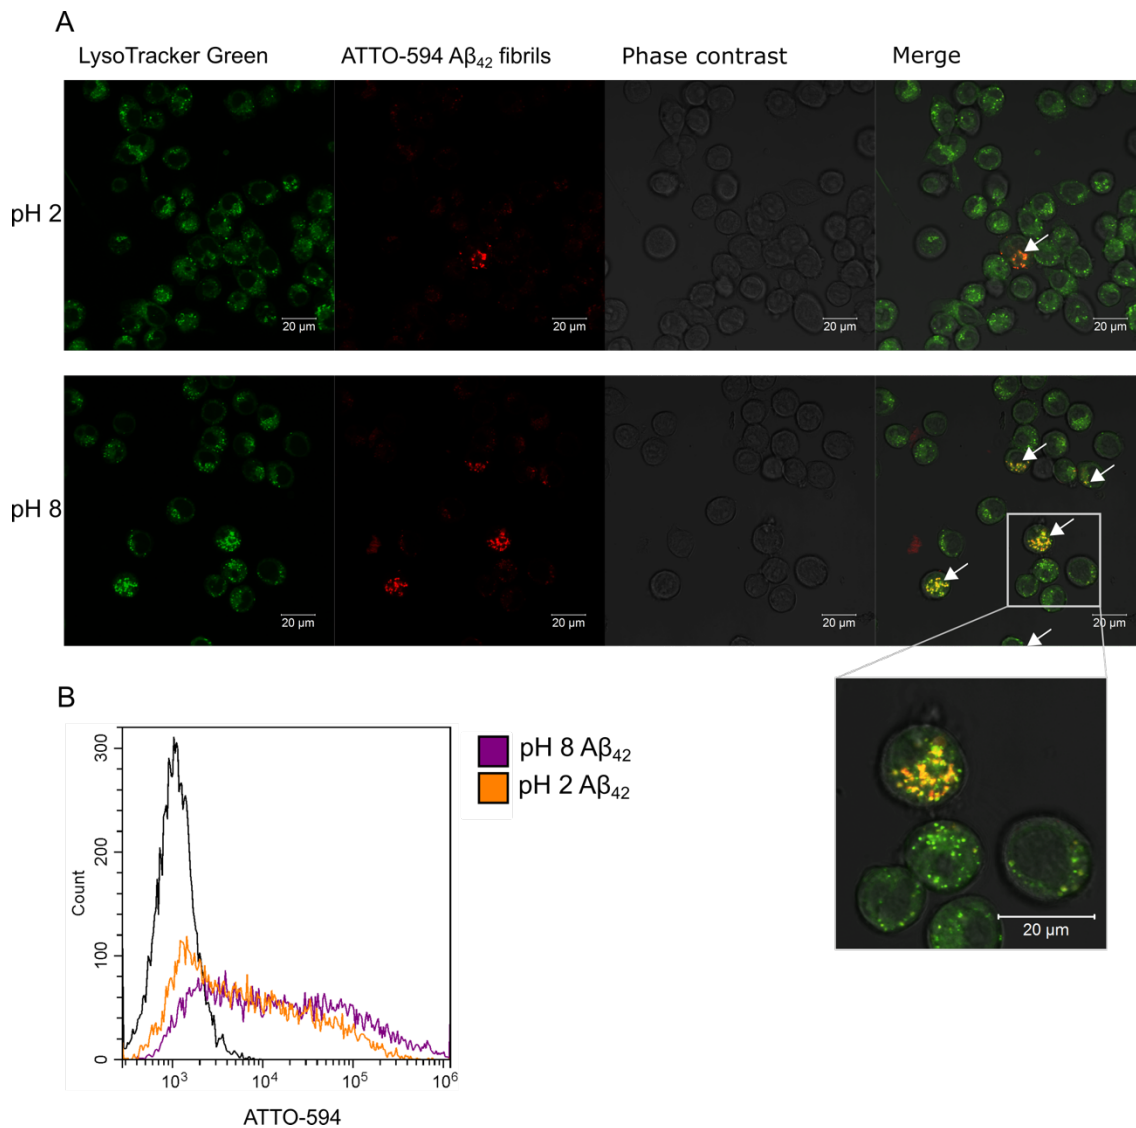 A
LysoTracker Green ATTO-594 Aβ₄₂ fibrils Phase contrast Merge
pH 2
20 µm 20 µm 20 µm 20 µm
pH 8
20 µm 20 µm 20 µm 20 µm
20 µm
B
300
200
100
0
Count
10³ 10⁴ 10⁵ 10⁶
ATTO-594
pH 8 Aβ₄₂
pH 2 Aβ₄₂